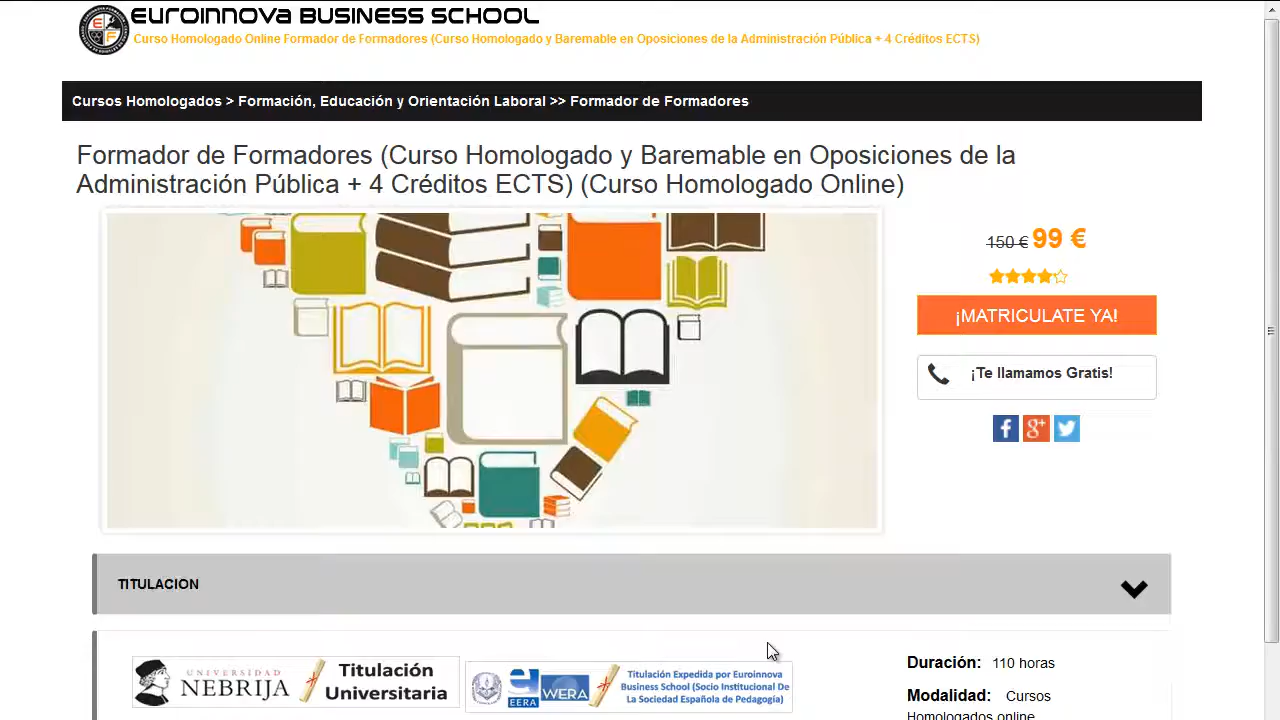 EUROINNOVA BUSINESS SCHOOL
Curso Homologado Online Formador de Formadores (Curso Homologado y Baremable en Oposiciones de la Administración Pública + 4 Créditos ECTS)
Cursos Homologados > Formación, Educación y Orientación Laboral >> Formador de Formadores
Formador de Formadores (Curso Homologado y Baremable en Oposiciones de la
Administración Pública + 4 Créditos ECTS) (Curso Homologado Online)
150 € 99 €
¡MATRICULATE YA!
¡Te llamamos Gratis!
TITULACION
UNIVERSIDAD
NEBRIJA
Titulación
Universitaria
EERA
WERA
Titulación Expedida por Euroinnova
Business School (Socio Institucional De
La Sociedad Española de Pedagogía)
Duración: 110 horas
Modalidad: Cursos
Homologados online